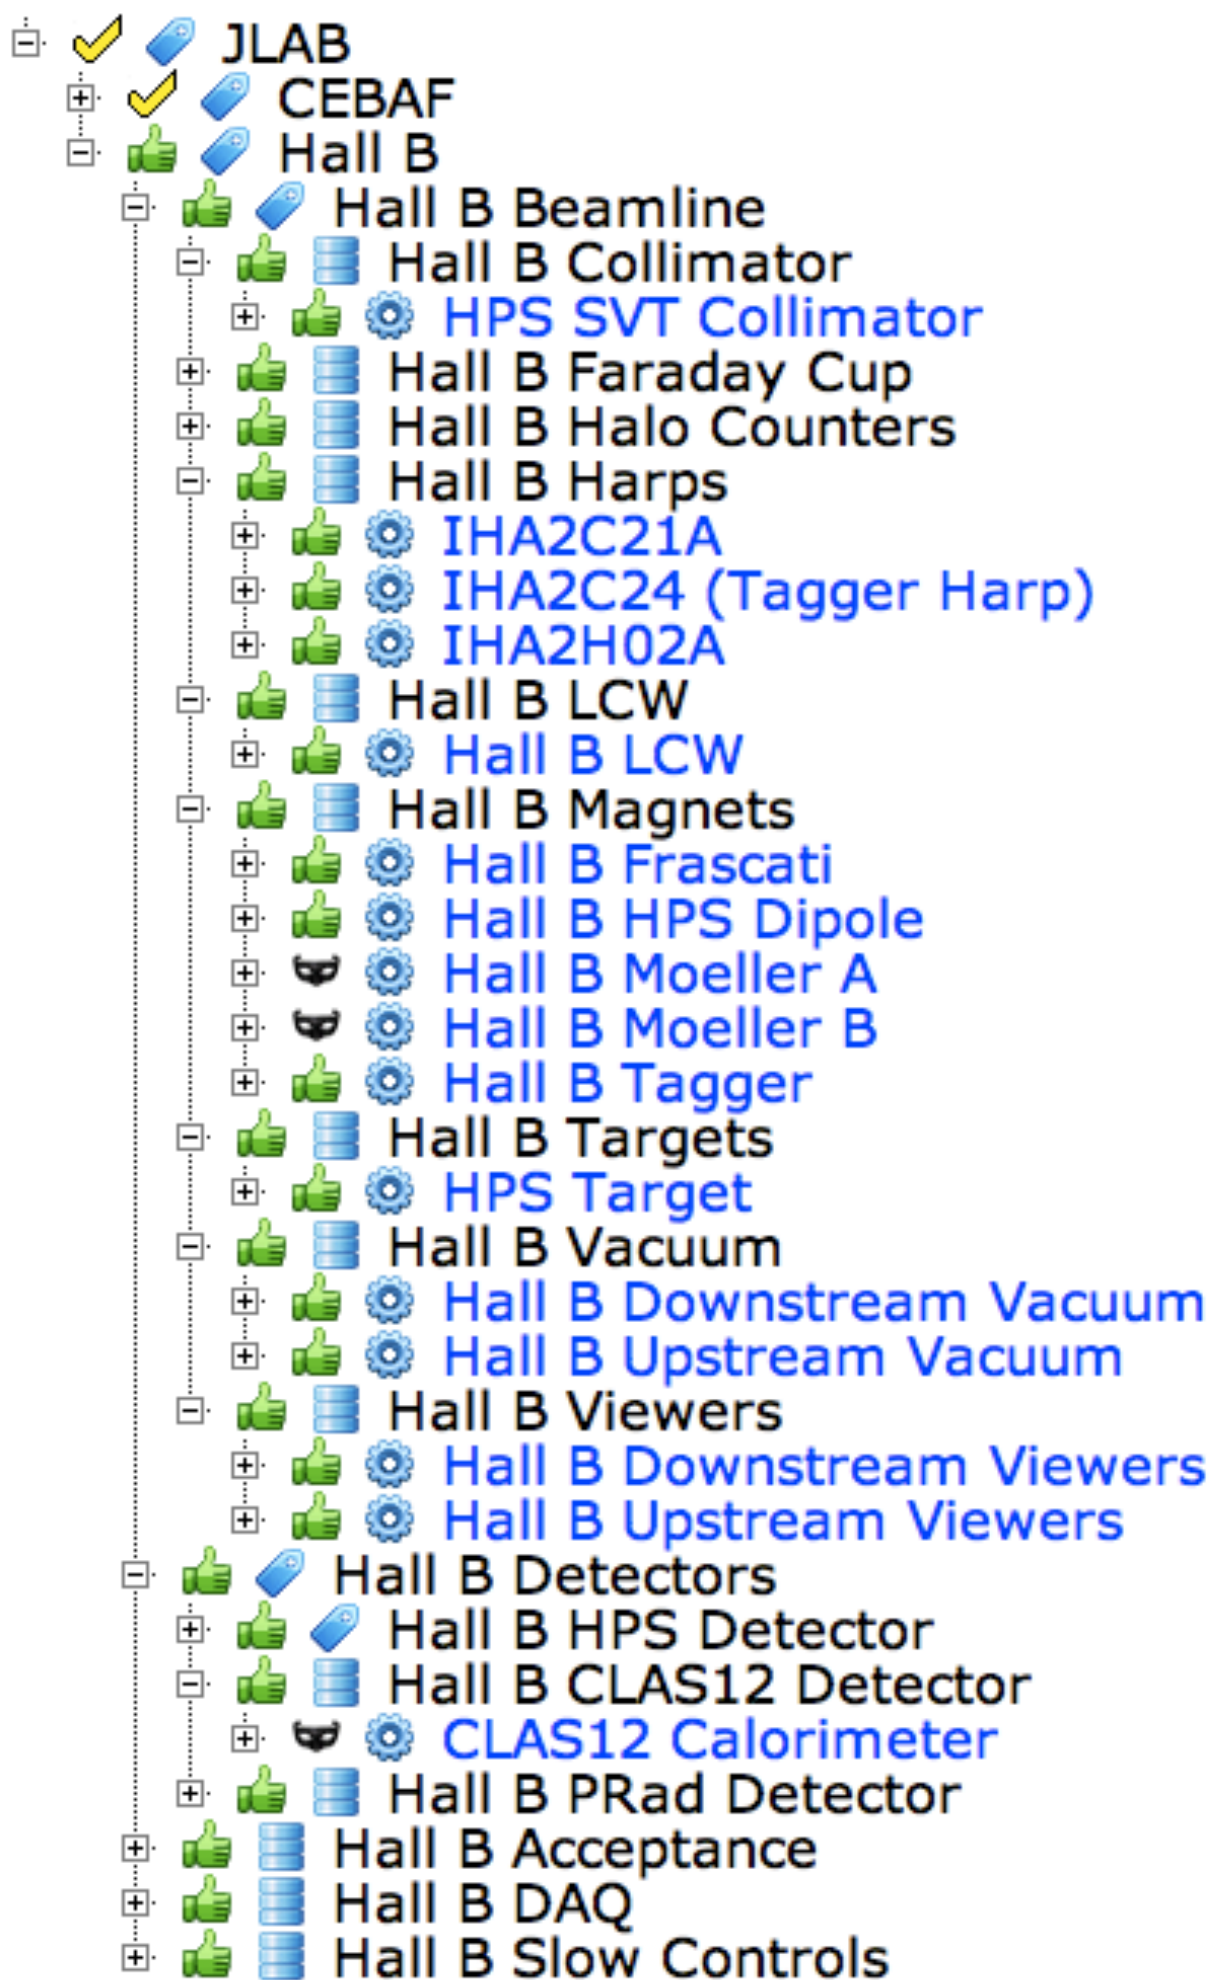 JLAB
CEBAF
Hall B
Hall B Beamline
Hall B Collimator
HPS SVT Collimator
Hall B Faraday Cup
Hall B Halo Counters
Hall B Harps
IHA2C21A
IHA2C24 (Tagger Harp)
IHA2H02A
Hall B LCW
Hall B LCW
Hall B Magnets
Hall B Frascati
Hall B HPS Dipole
Hall B Moeller A
Hall B Moeller B
Hall B Tagger
Hall B Targets
HPS Target
Hall B Vacuum
Hall B Downstream Vacuum
Hall B Upstream Vacuum
Hall B Viewers
Hall B Downstream Viewers
Hall B Upstream Viewers
Hall B Detectors
Hall B HPS Detector
Hall B CLAS12 Detector
CLAS12 Calorimeter
Hall B PRad Detector
Hall B Acceptance
Hall B DAQ
Hall B Slow Controls